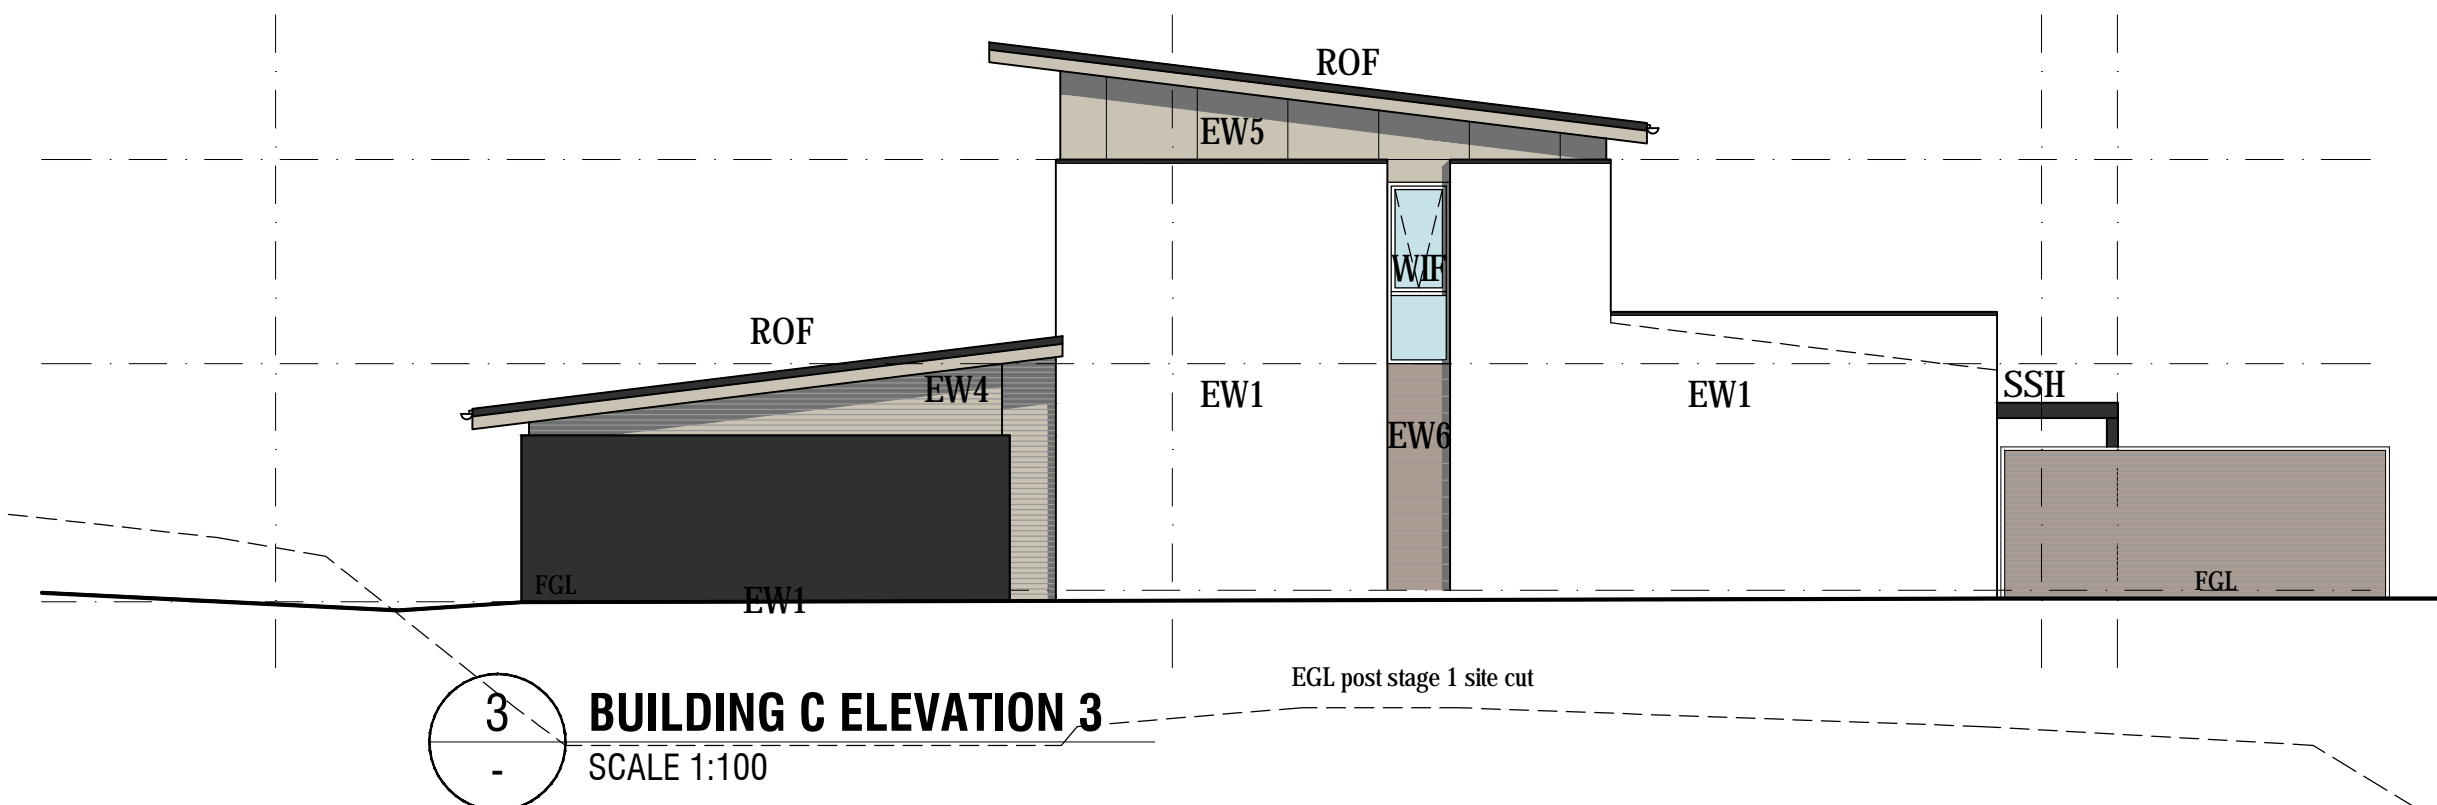 ROF
EW5
WIF
ROF
EW4
EW1
EW1
SSH
EW6
FGL
EW1
FGL
EGL post stage 1 site cut
3
BUILDING C ELEVATION 3
-
SCALE 1:100